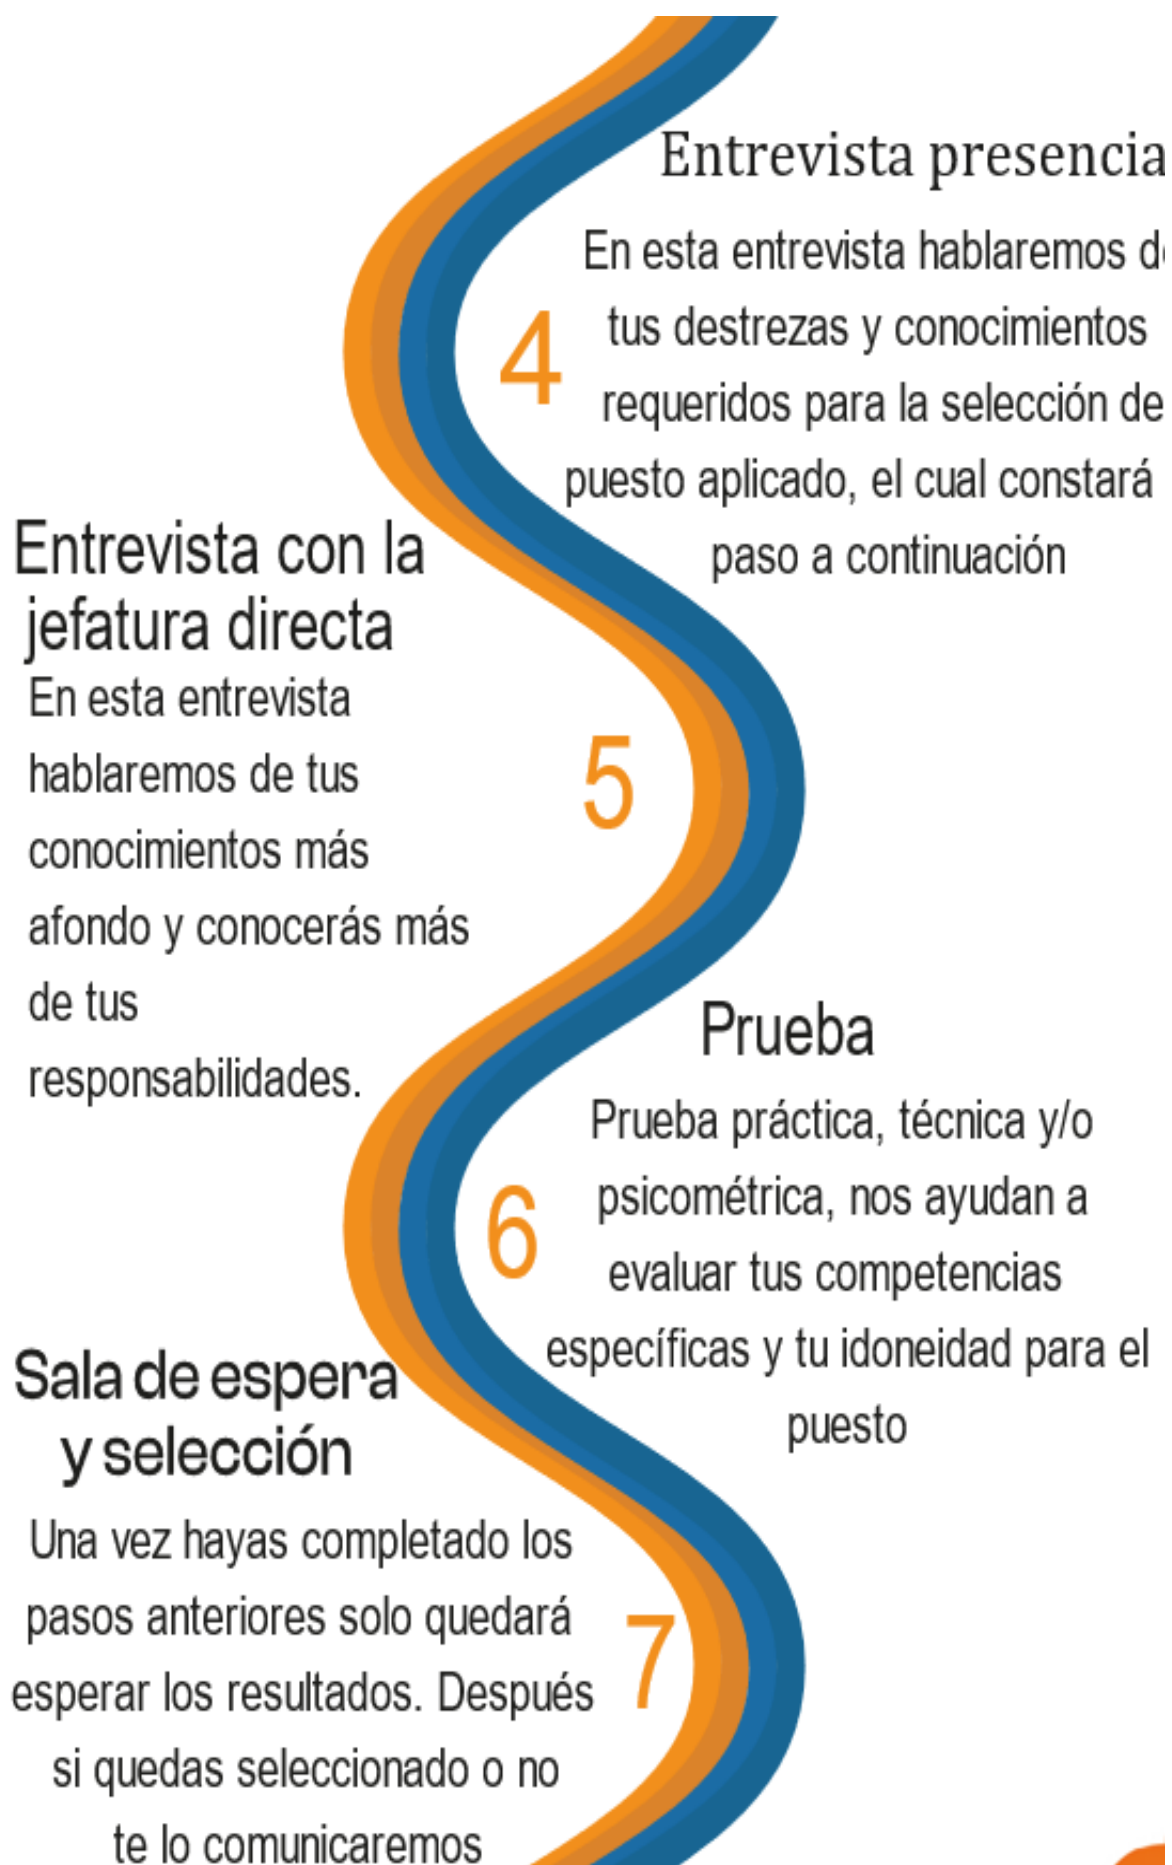 Entrevista presencia
En esta entrevista hablaremos de
tus destrezas y conocimientos
4
requeridos para la selección de
puesto aplicado, el cual constará
paso a continuación
Entrevista con la
jefatura directa
En esta entrevista
hablaremos de tus
conocimientos más
afondo y conocerás más
de tus
responsabilidades.
5
Prueba
Prueba práctica, técnica y/o
psicométrica, nos ayudan a
evaluar tus competencias
específicas y tu idoneidad para el
puesto
6
Sala de espera
y selección
Una vez hayas completado los
pasos anteriores solo quedará
esperar los resultados. Después
si quedas seleccionado o no
te lo comunicaremos
7